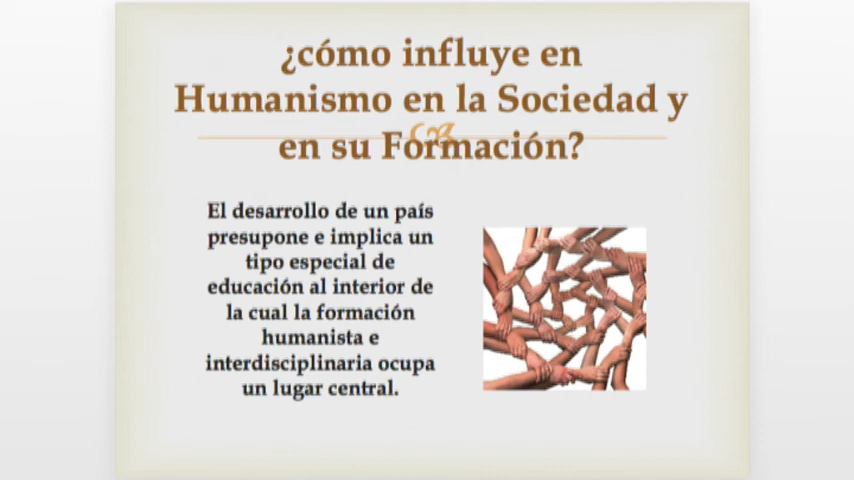 ¿cómo influye en
Humanismo en la Sociedad y
en su Formación?
El desarrollo de un país
presupone e implica un
tipo especial de
educación al interior de
la cual la formación
humanista e
interdisciplinaria ocupa
un lugar central.